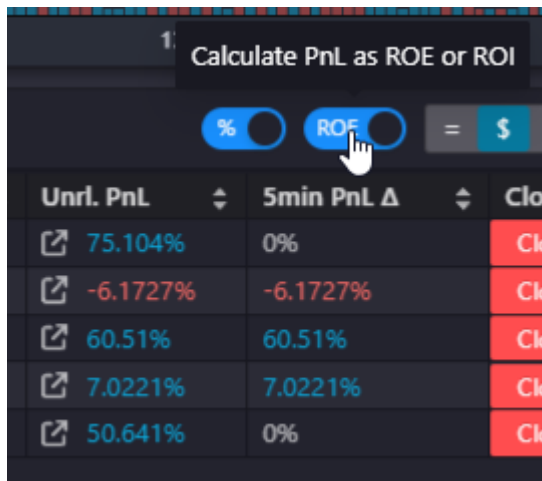 Calculate PnL as ROE or ROI
% ROE = $
Unrl. PnL 5min PnL Δ
75.104% 0%
-6.1727% -6.1727%
60.51% 60.51%
7.0221% 7.0221%
50.641% 0%